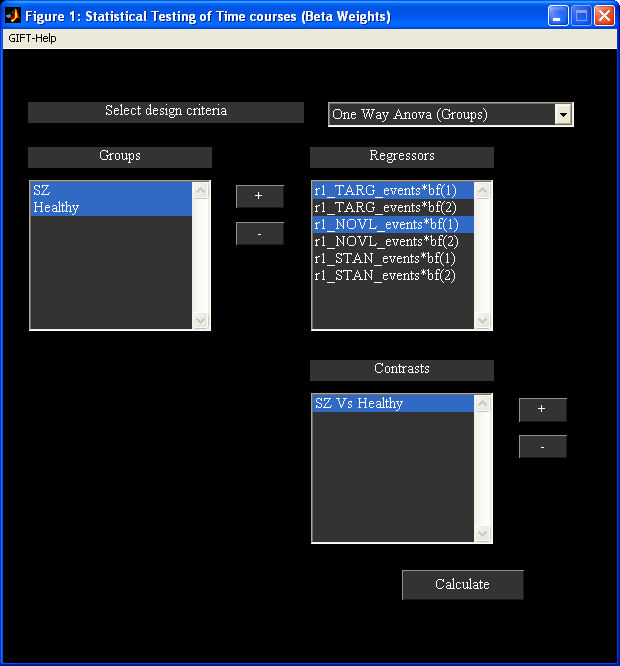 Figure 1: Statistical Testing of Time courses (Beta Weights)
GIFT-Help
Select design criteria
One Way Anova (Groups)
Groups
Regressors
SZ
Healthy
+
-
r1_TARG_events*bf(1)
r1_TARG_events*bf(2)
r1_NOVL_events*bf(1)
r1_NOVL_events*bf(2)
r1_STAN_events*bf(1)
r1_STAN_events*bf(2)
Contrasts
SZ Vs Healthy
+
-
Calculate